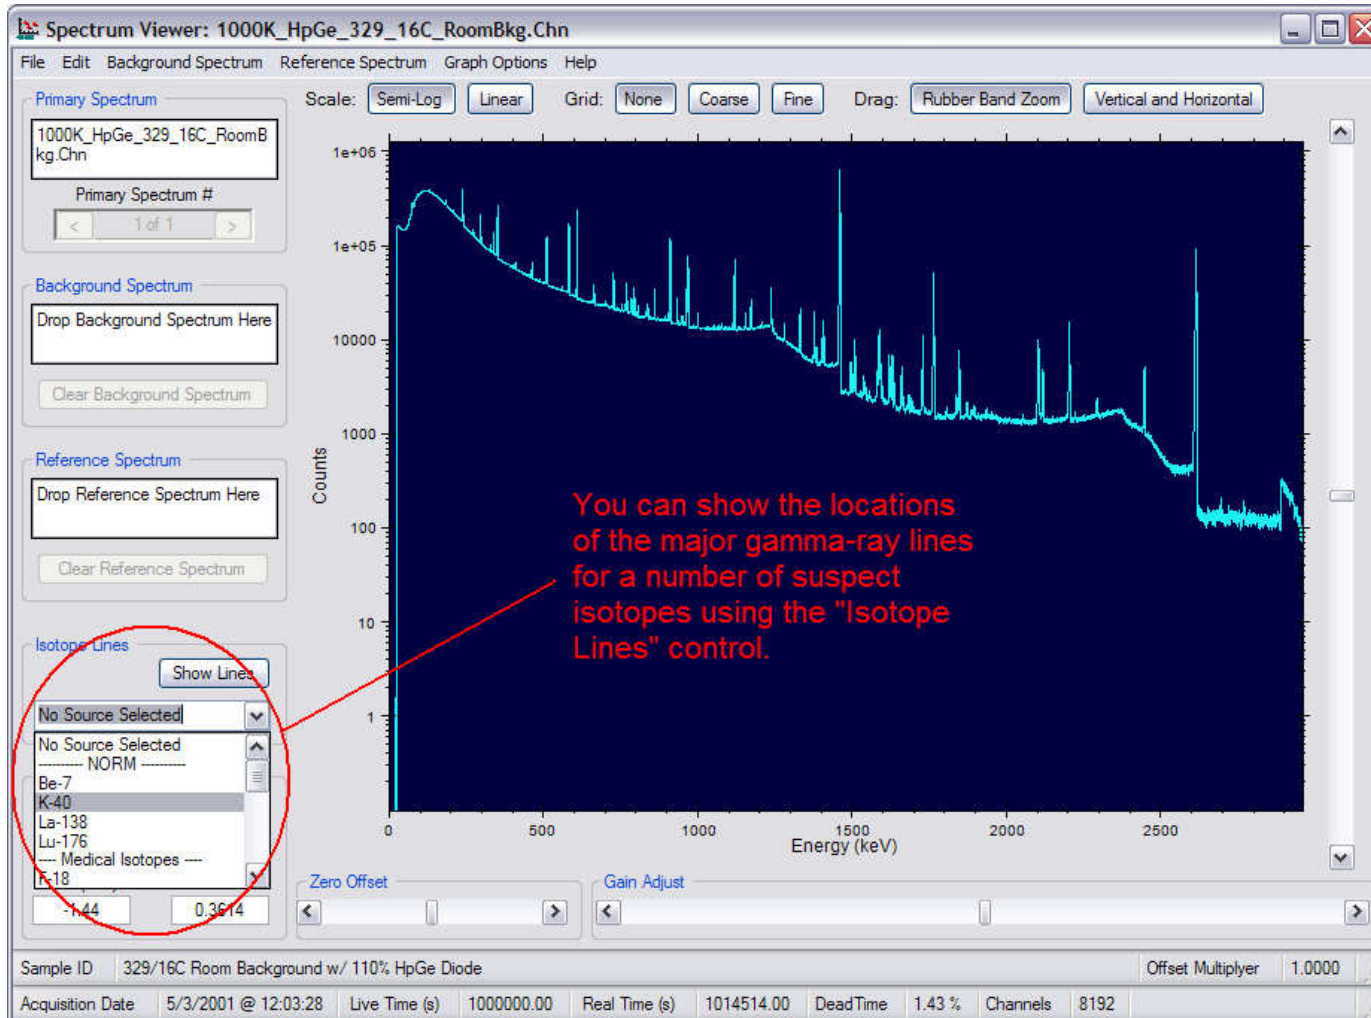 Spectrum Viewer: 1000K_HpGe_329_16C_RoomBkg.Chn
File Edit Background Spectrum Reference Spectrum Graph Options Help
Primary Spectrum
1000K_HpGe_329_16C_RoomB
kg.Chn
Primary Spectrum #
< 1 of 1 >
Background Spectrum
Drop Background Spectrum Here
Clear Background Spectrum
Reference Spectrum
Drop Reference Spectrum Here
Clear Reference Spectrum
Isotope Lines
Show Lines
No Source Selected
No Source Selected
---------- NORM ----------
Be-7
K-40
La-138
Lu-176
---- Medical Isotopes ----
F-18
-1.44 0.3614
Scale: Semi-Log Linear Grid: None Coarse Fine Drag: Rubber Band Zoom Vertical and Horizontal
1e+06
1e+05
10000
1000
100
10
1
Counts
You can show the locations
of the major gamma-ray lines
for a number of suspect
isotopes using the "Isotope
Lines" control.
0 500 1000 1500 2000 2500
Energy (keV)
Zero Offset
Gain Adjust
Sample ID 329/16C Room Background w/ 110% HpGe Diode Offset Multiplyer 1.0000
Acquisition Date 5/3/2001 @ 12:03:28 Live Time (s) 1000000.00 Real Time (s) 1014514.00 DeadTime 1.43 % Channels 8192